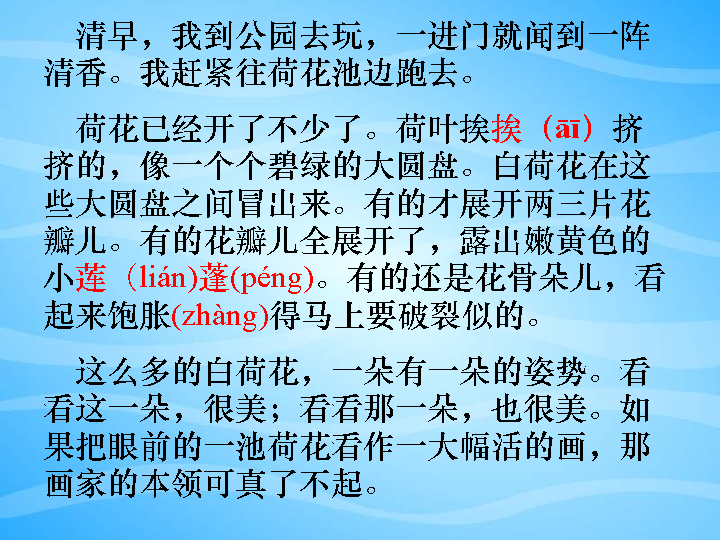 清早，我到公园去玩，一进门就闻到一阵
清香。我赶紧往荷花池边跑去。
荷花已经开了不少了。荷叶挨挨（āī）挤
挤的，像一个个碧绿的大圆盘。白荷花在这
些大圆盘之间冒出来。有的才展开两三片花
瓣儿。有的花瓣儿全展开了，露出嫩黄色的
小莲（lián)蓬(péng)。有的还是花骨朵儿，看
起来饱胀(zhàng)得马上要破裂似的。
这么多的白荷花，一朵有一朵的姿势。看
看这一朵，很美；看看那一朵，也很美。如
果把眼前的一池荷花看作一大幅活的画，那
画家的本领可真了不起。